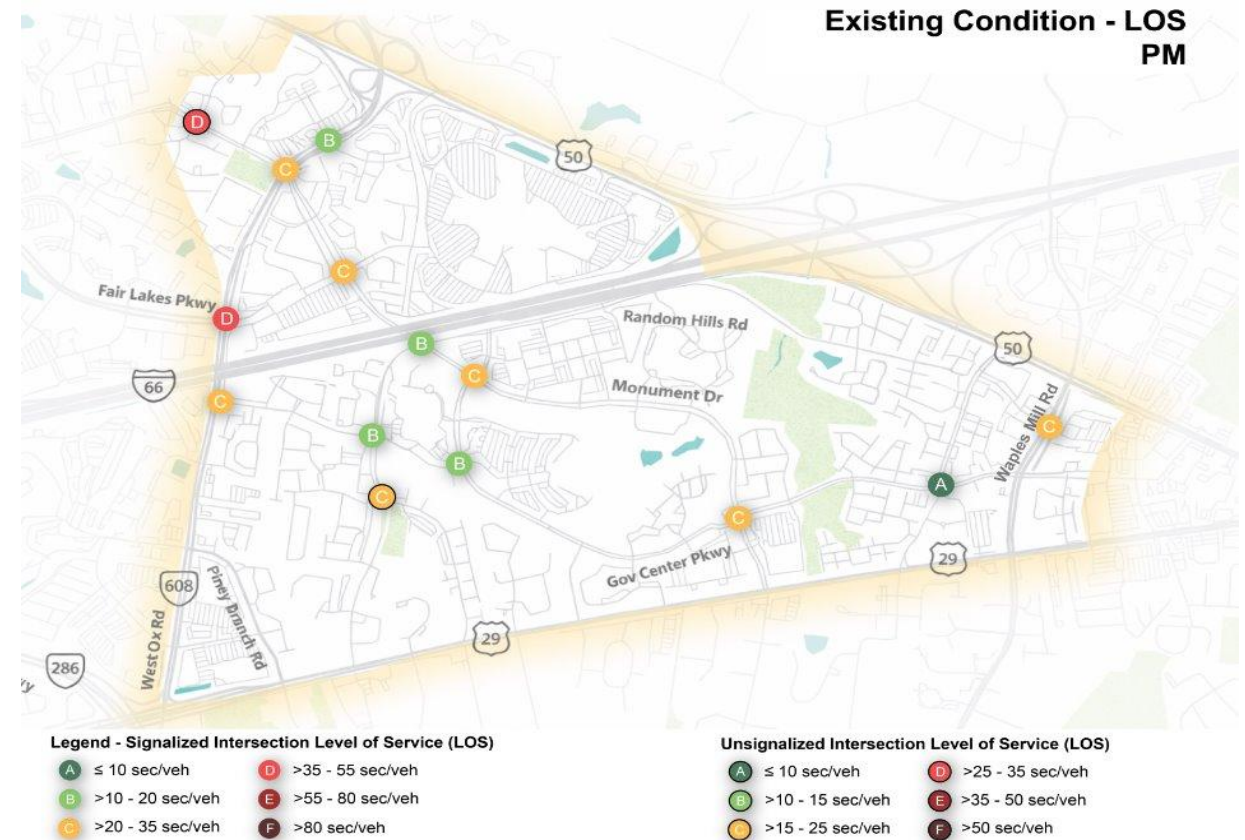 Existing Condition - LOS
PM
D
B
50
C
C
Fair Lakes Pkwy
D
Random Hills Rd
B
50
66
C
Monument Dr
C
Waples Mill Rd
C
B
B
A
C
C
Gov Center Pkwy
29
608
Piney Branch Rd
29
West Ox Rd
286
Legend - Signalized Intersection Level of Service (LOS)
A ≤ 10 sec/veh
B >10 - 20 sec/veh
C >20 - 35 sec/veh
D >35 - 55 sec/veh
E >55 - 80 sec/veh
F >80 sec/veh
Unsignalized Intersection Level of Service (LOS)
A ≤ 10 sec/veh
B >10 - 15 sec/veh
C >15 - 25 sec/veh
D >25 - 35 sec/veh
E >35 - 50 sec/veh
F >50 sec/veh